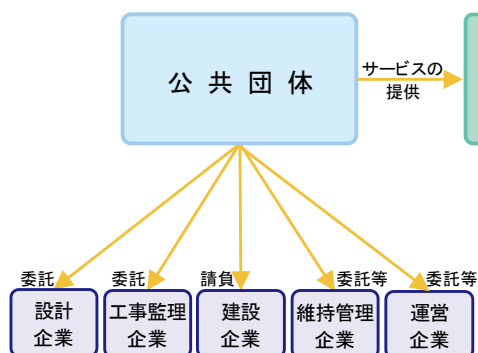 公共団体
サービスの
提供
委託
委託
請負
委託等
委託等
設計
企業
工事監理
企業
建設
企業
維持管理
企業
運営
企業